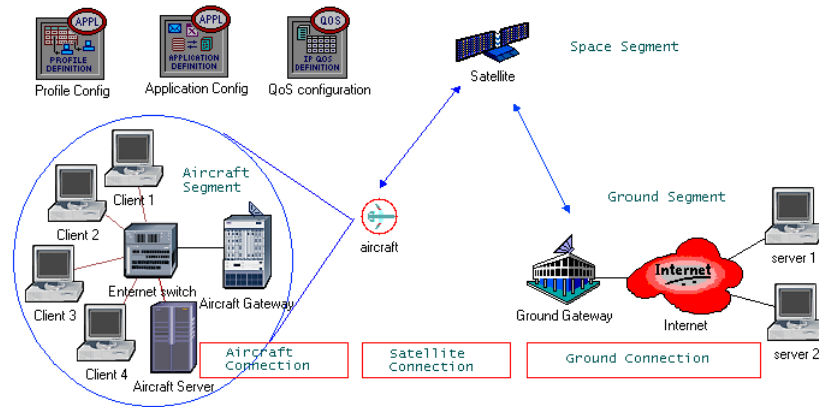 APPL
PROFILE
DEFINITION
Profile Config
APPL
APPLICATION
DEFINITION
Application Config
QOS
IP QOS
DEFINITION
QoS configuration
Satellite
Space Segment
Aircraft
Segment
Client 1
Client 2
Client 3
Client 4
Enternet switch
Aircraft Gateway
Aircraft Server
aircraft
Ground Segment
Ground Gateway
Internet
Internet
server 1
server 2
Aircraft
Connection
Satellite
Connection
Ground Connection